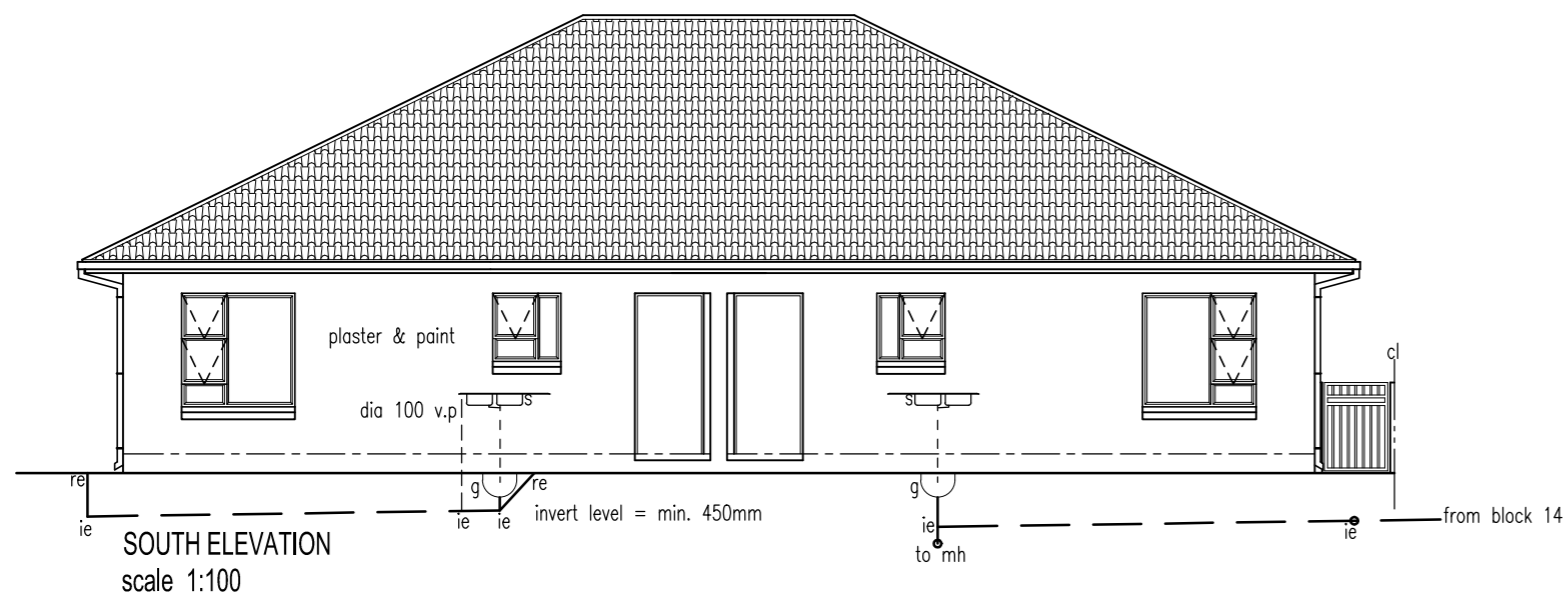 plaster & paint
cl
dia 100 v.p
s
s
re
g
re
g
ie
ie
ie
invert level = min. 450mm
ie
ie
from block 14
to mh
SOUTH ELEVATION
scale 1:100